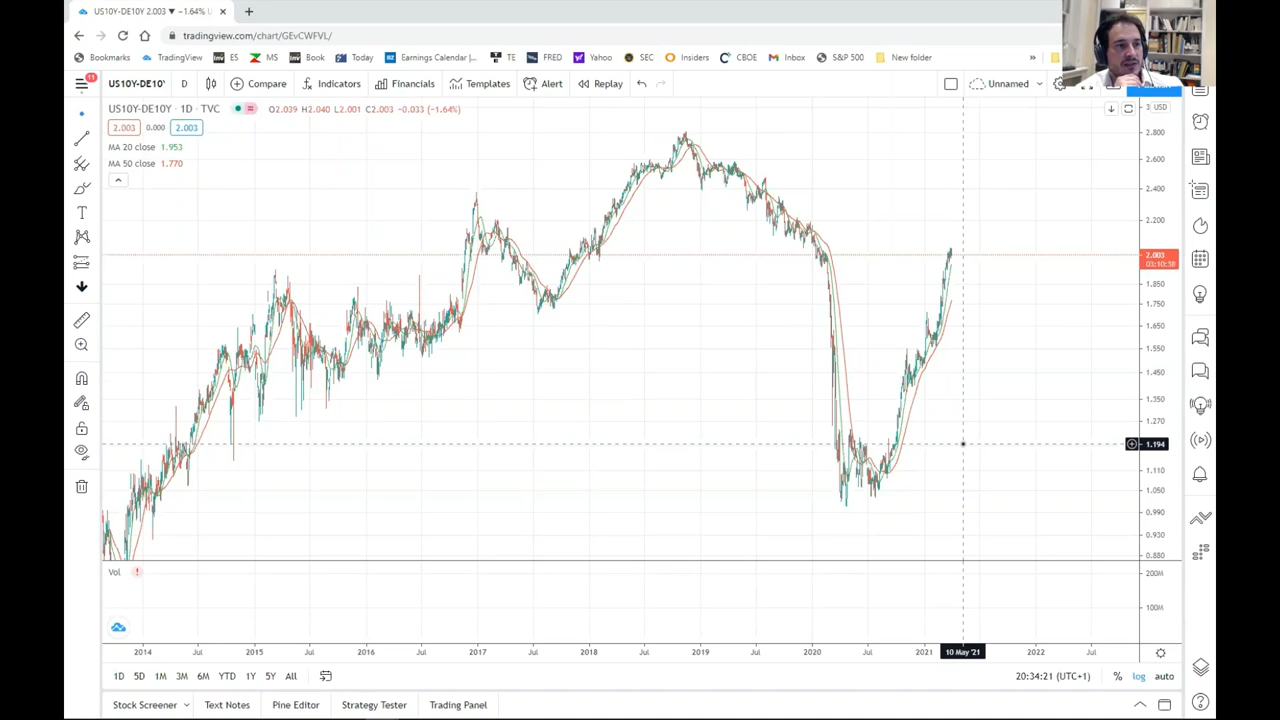 US10Y-DE10Y 2.003 ▼ −1.64% U
tradingview.com/chart/GEvCWFVL/
Bookmarks TradingView ES MS Book Today Earnings Calendar... TE FRED Yahoo SEC Insiders CBOE Inbox S&P 500 New folder »
11
US10Y-DE10Y D Compare Indicators Financials Templates Alert Replay Unnamed
US10Y-DE10Y · 1D · TVC O2.039 H2.040 L2.001 C2.003 −0.033 (−1.64%)
USD
2.003 0.000 2.003
MA 20 close 1.953
MA 50 close 1.770
2.800
2.600
2.400
2.200
2.003
03:10:38
1.850
1.750
1.650
1.550
1.450
1.350
1.270
1.194
1.110
1.050
0.990
0.930
0.880
Vol !
200M
100M
2014 Jul 2015 Jul 2016 Jul 2017 Jul 2018 Jul 2019 Jul 2020 Jul 2021 10 May '21 2022 Jul
1D 5D 1M 3M 6M YTD 1Y 5Y All 20:34:21 (UTC+1) % log auto
Stock Screener Text Notes Pine Editor Strategy Tester Trading Panel